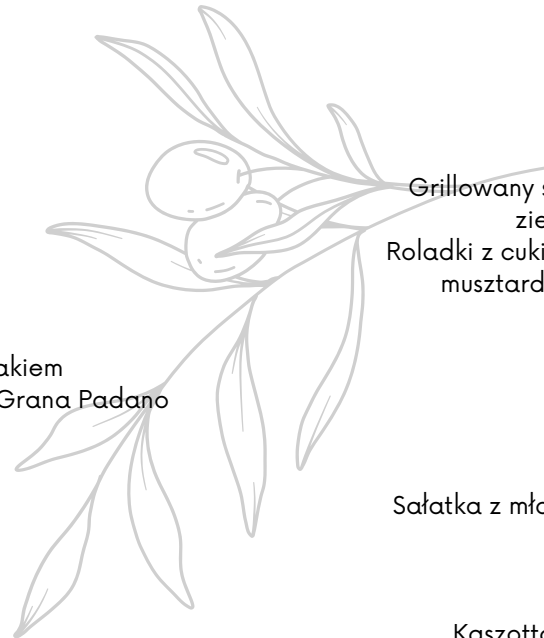 Grillowany s
zie
Roladki z cuki
musztard
akiem
Grana Padano
Sałatka z mło
Kaszotto